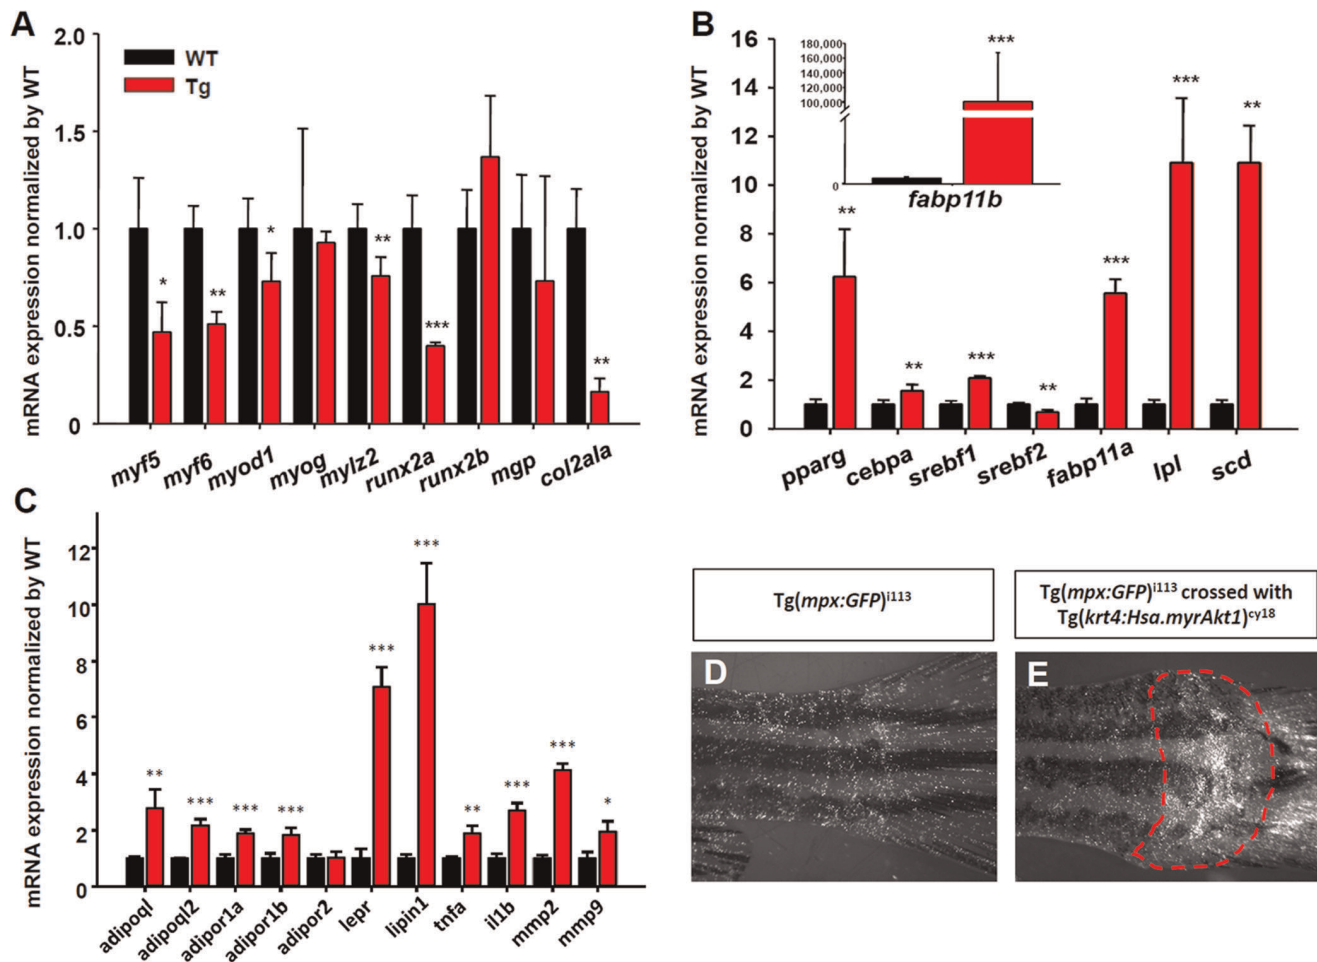 A
mRNA expression normalized by WT
2.0
1.5
1.0
0.5
0
WT
Tg
*
**
*
**
***
**
myf5
myf6
myod1
myog
mylz2
runx2a
runx2b
mgp
col2ala
B
mRNA expression normalized by WT
16
14
12
10
8
6
4
2
0
180,000
160,000
140,000
120,000
100,000
0
***
fabp11b
**
**
***
**
***
***
**
pparg
cebpa
srebf1
srebf2
fabp11a
lpl
scd
C
mRNA expression normalized by WT
12
10
8
6
4
2
0
**
***
***
***
***
***
**
***
***
*
adipoql
adipoql2
adipor1a
adipor1b
adipor2
lepr
lipin1
tnfa
il1b
mmp2
mmp9
Tg(mpx:GFP)i113
Tg(mpx:GFP)i113 crossed with
Tg(krt4:Hsa.myrAkt1)cy18
D
E